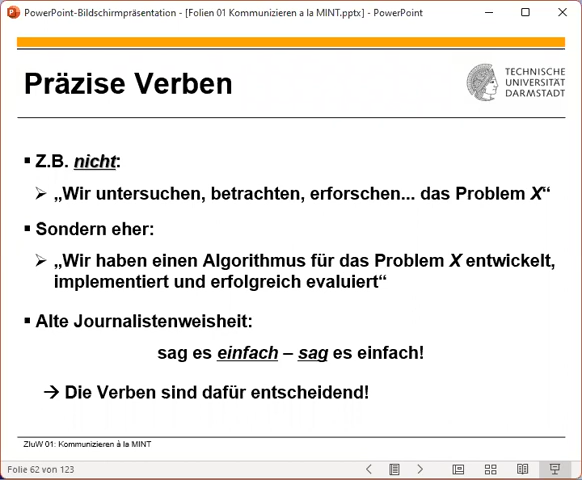 PowerPoint-Bildschirmpräsentation - [Folien 01 Kommunizieren a la MINT.pptx] - PowerPoint
Präzise Verben
TECHNISCHE
UNIVERSITÄT
DARMSTADT
▪ Z.B. nicht:
➢ „Wir untersuchen, betrachten, erforschen... das Problem X“
▪ Sondern eher:
➢ „Wir haben einen Algorithmus für das Problem X entwickelt,
implementiert und erfolgreich evaluiert“
▪ Alte Journalistenweisheit:
sag es einfach – sag es einfach!
→ Die Verben sind dafür entscheidend!
ZluW 01: Kommunizieren à la MINT
Folie 62 von 123